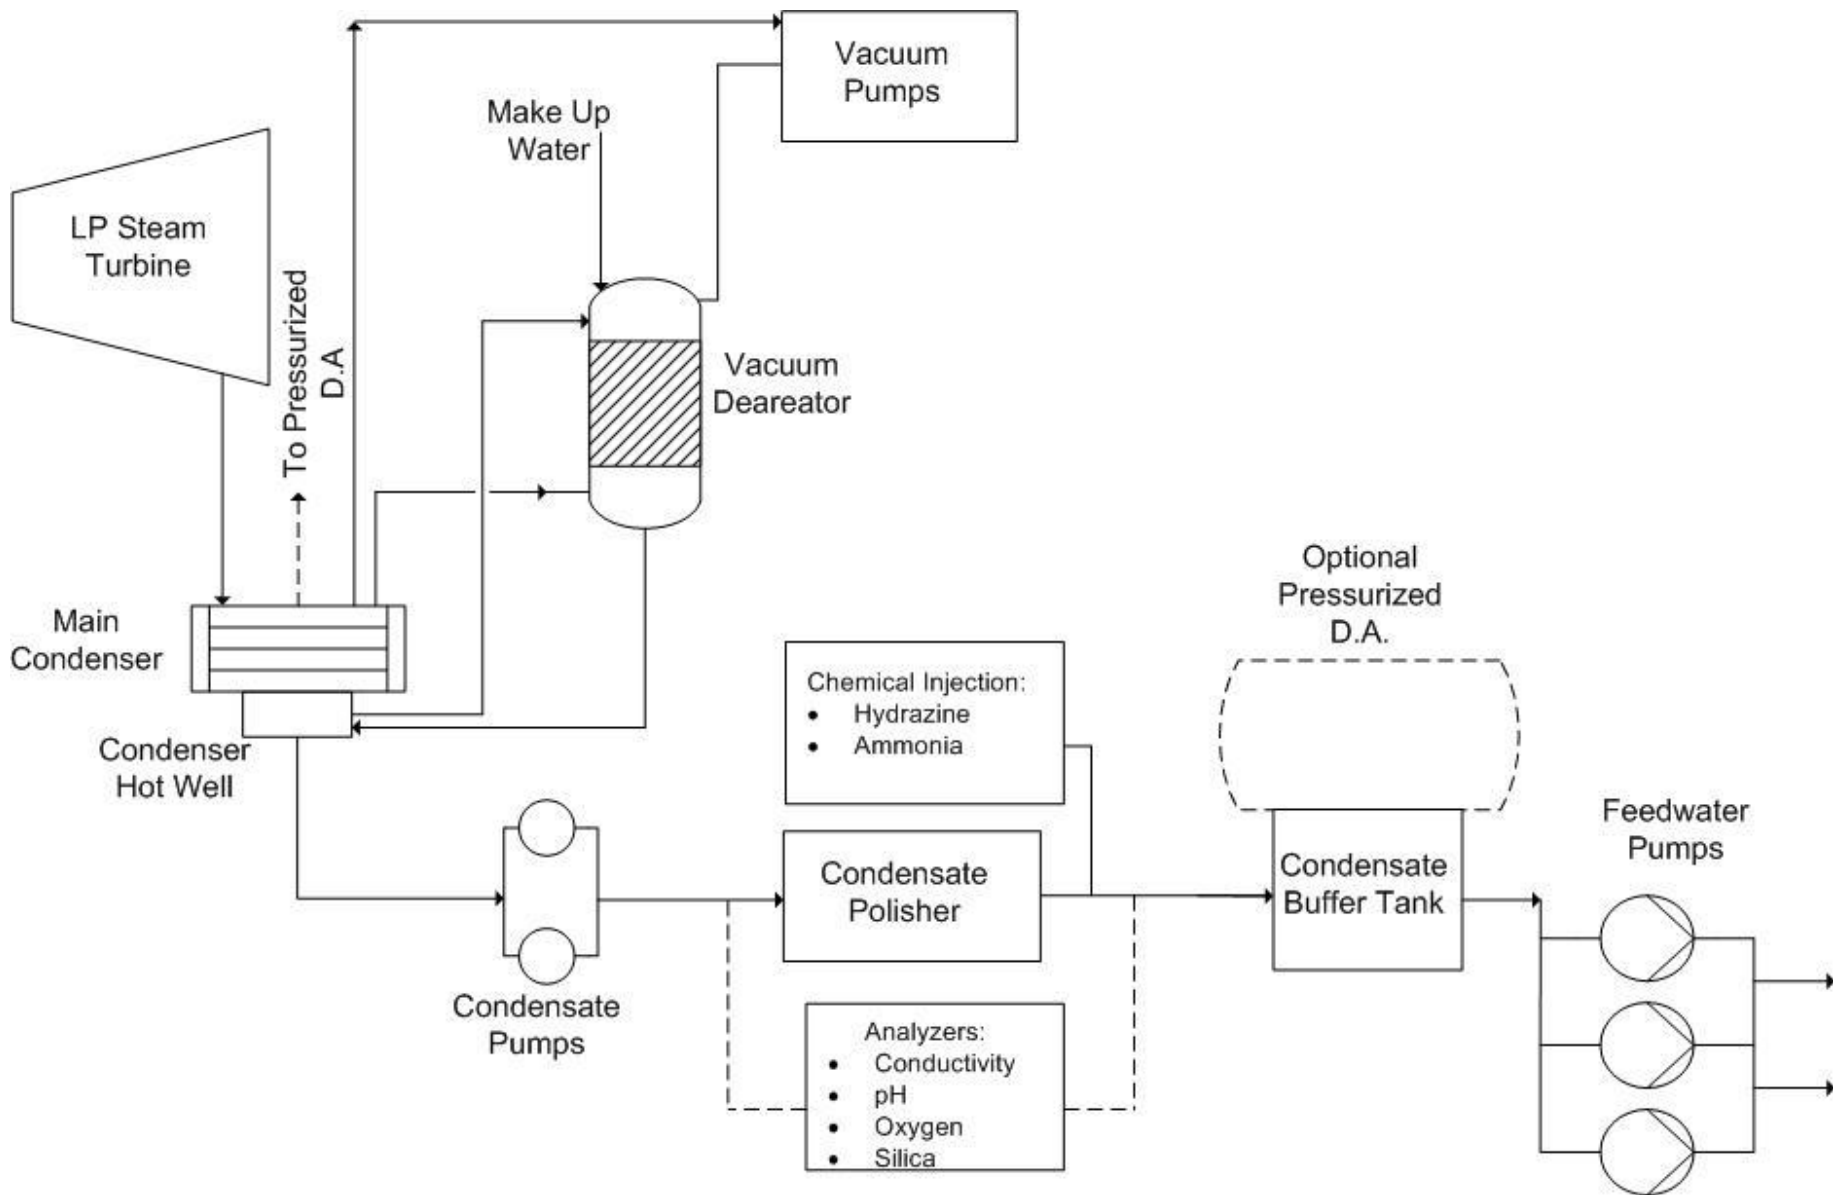 Vacuum
Pumps
Make Up
Water
LP Steam
Turbine
To Pressurized
D.A
Vacuum
Deareator
Main
Condenser
Condenser
Hot Well
Chemical Injection:
• Hydrazine
• Ammonia
Optional
Pressurized
D.A.
Condensate
Pumps
Condensate
Polisher
Condensate
Buffer Tank
Feedwater
Pumps
Analyzers:
• Conductivity
• pH
• Oxygen
• Silica